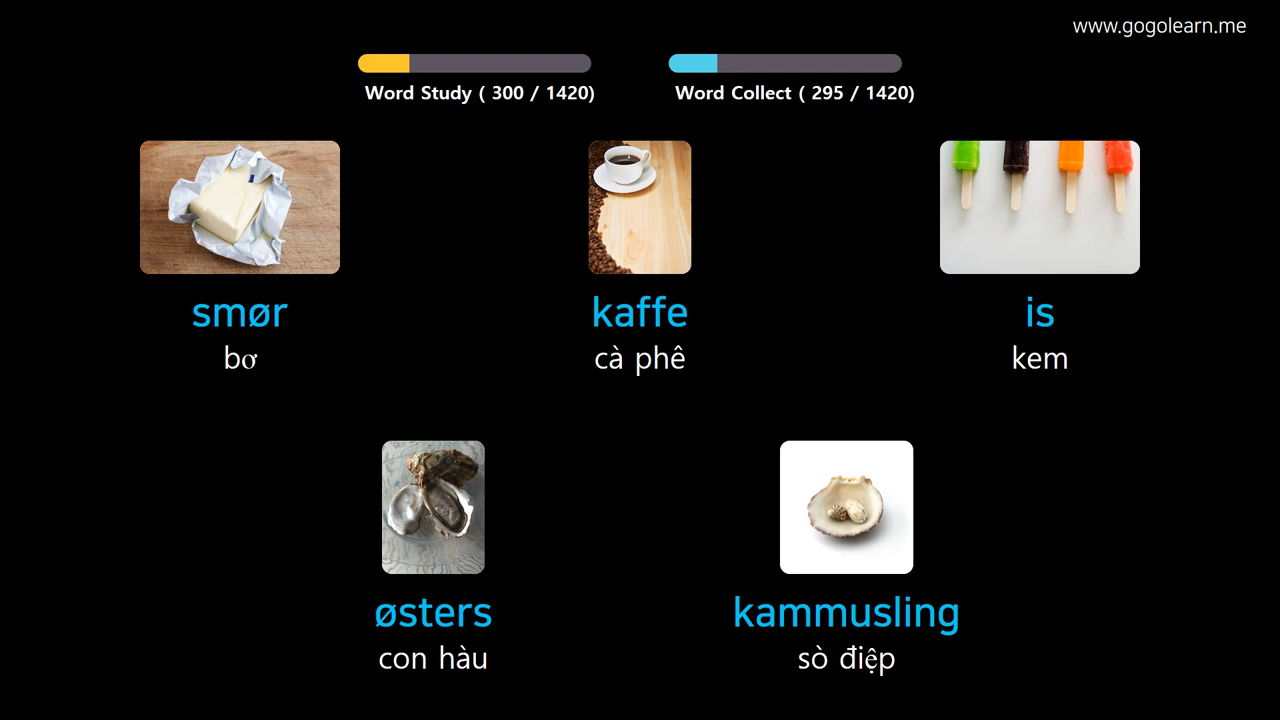 www.gogolearn.me
Word Study ( 300 / 1420)
Word Collect ( 295 / 1420)
smør
kaffe
is
bơ
cà phê
kem
østers
kammusling
con hàu
sò điệp